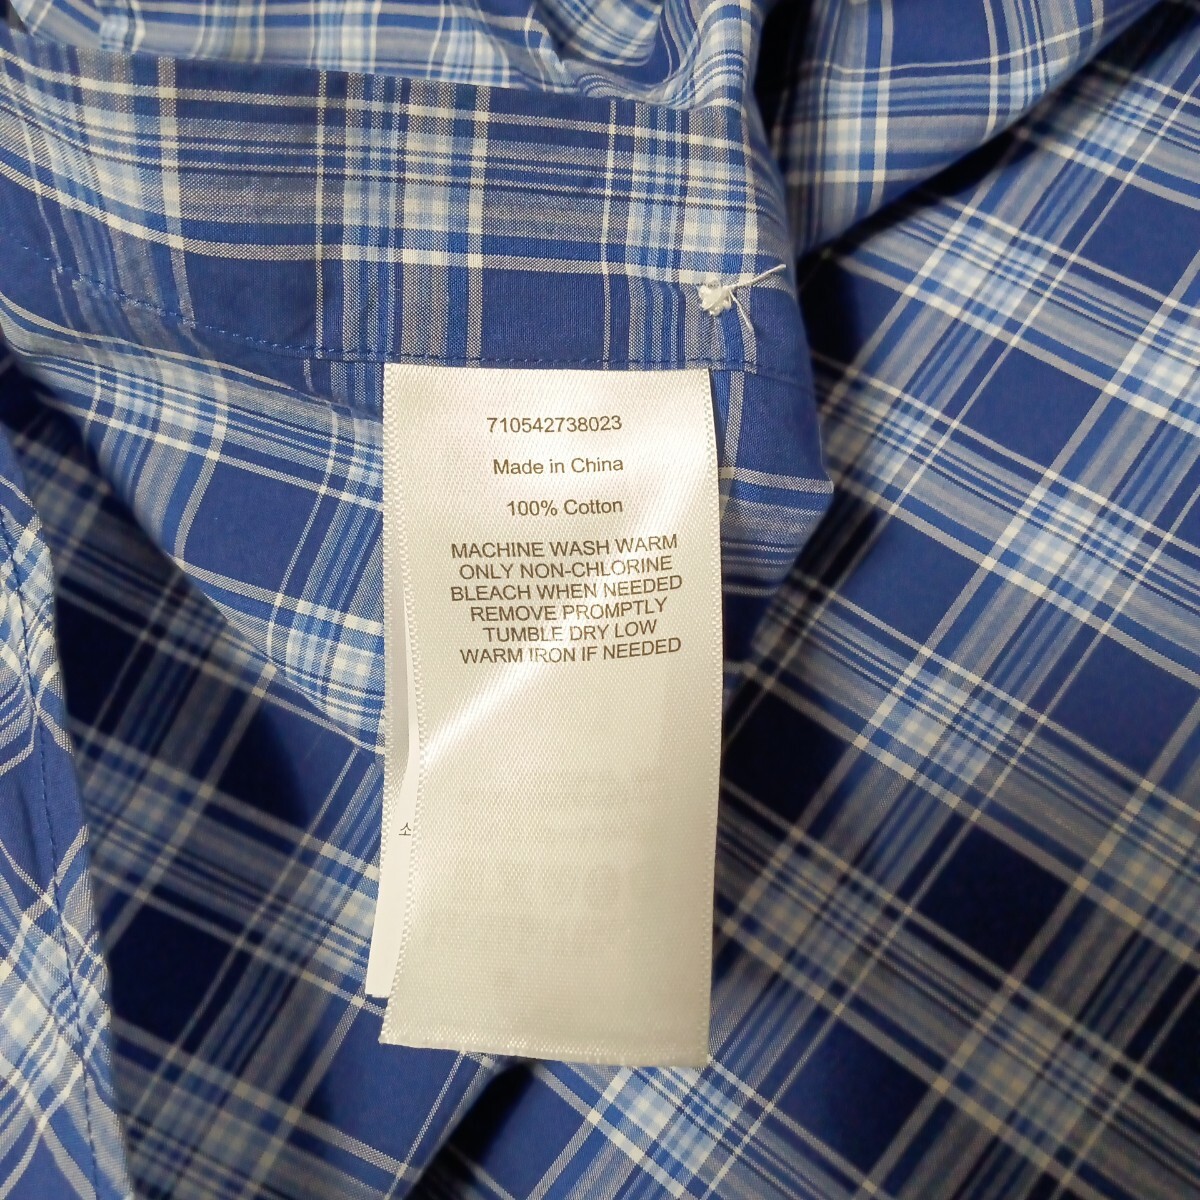 710542738023
Made in China
100% Cotton
MACHINE WASH WARM
ONLY NON-CHLORINE
BLEACH WHEN NEEDED
REMOVE PROMPTLY
TUMBLE DRY LOW
WARM IRON IF NEEDED
소